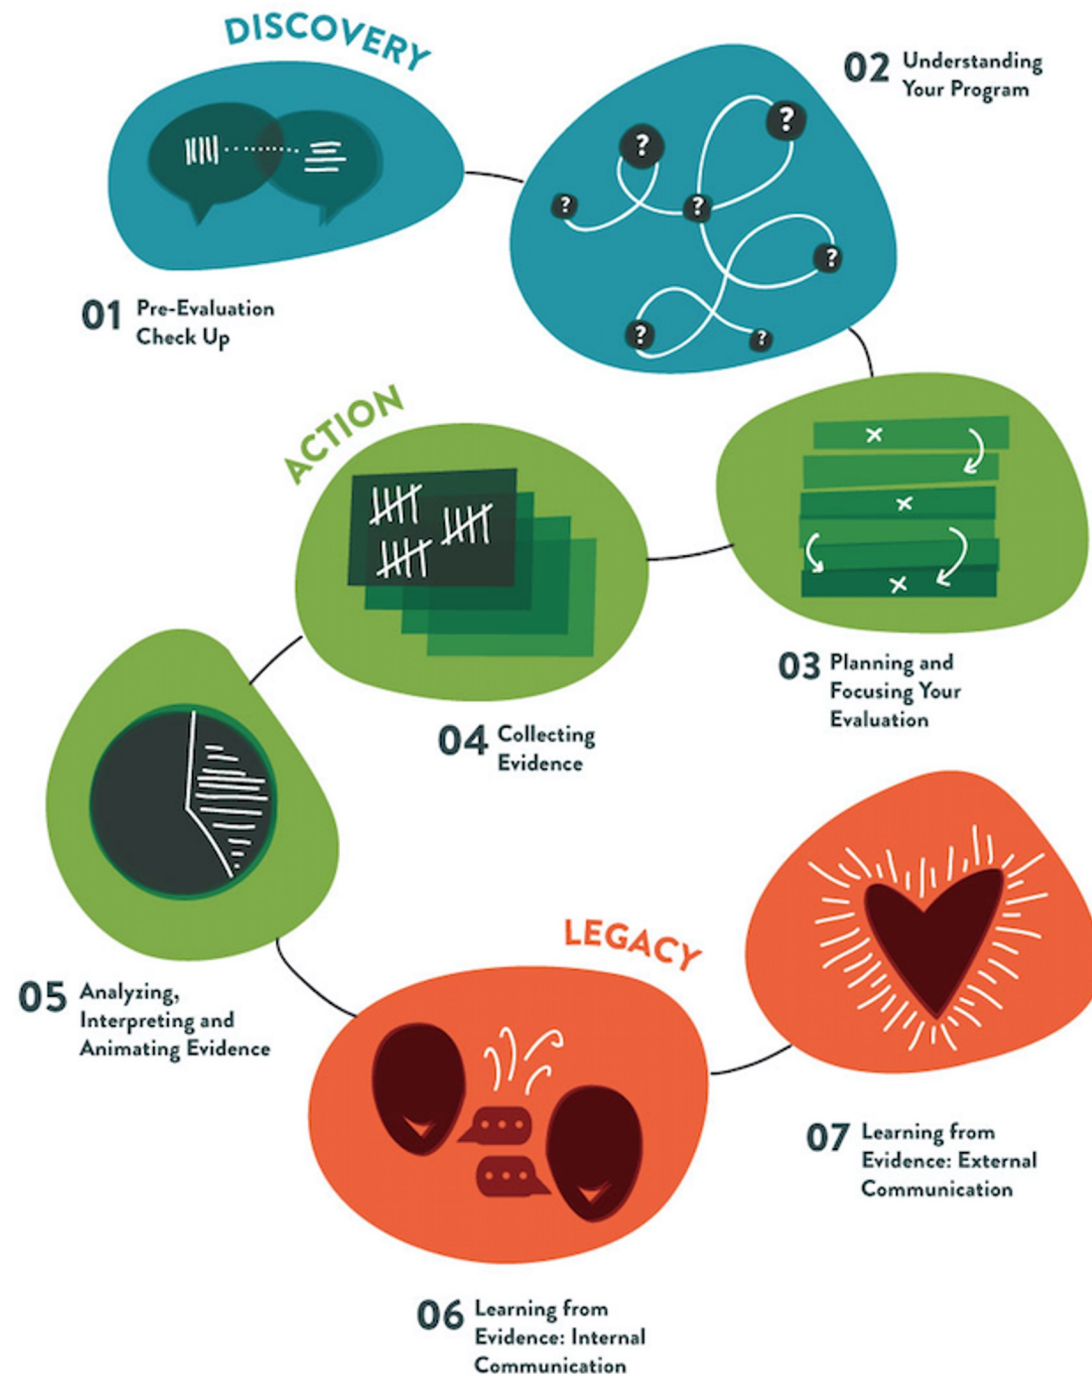 DISCOVERY
01 Pre-Evaluation
Check Up
02 Understanding
Your Program
? ? ? ? ? ? ?
ACTION
03 Planning and
Focusing Your
Evaluation
04 Collecting
Evidence
05 Analyzing,
Interpreting and
Animating Evidence
LEGACY
06 Learning from
Evidence: Internal
Communication
07 Learning from
Evidence: External
Communication